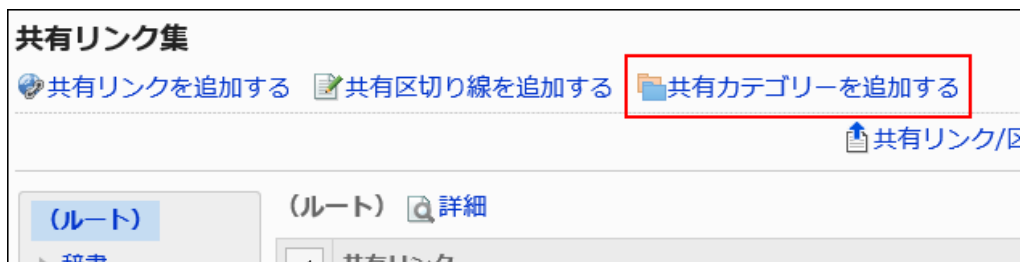 共有リンク集
共有リンクを追加する 共有区切り線を追加する 共有カテゴリーを追加する
共有リンク/区
(ルート)
(ルート) 詳細
辞書
共有リンク